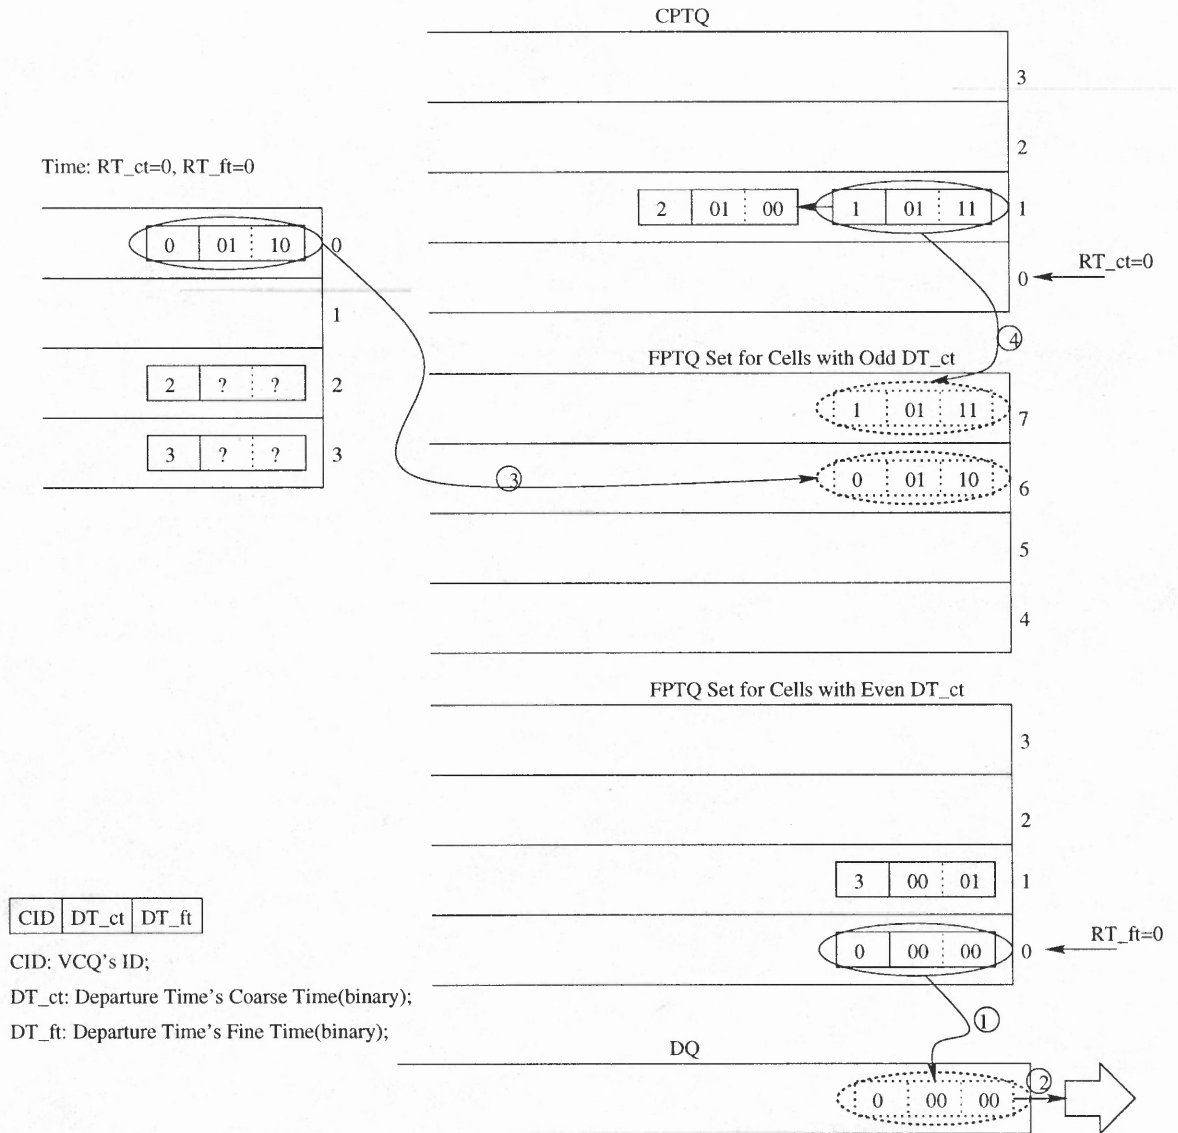 CPTQ
3
2
Time: RT_ct=0, RT_ft=0
2 01 00 1 01 11 1
0 01 10 0
RT_ct=0
0
1
4
FPTQ Set for Cells with Odd DT_ct
2 ? ? 2
1 01 11 7
3 ? ? 3
3
0 01 10 6
5
4
FPTQ Set for Cells with Even DT_ct
3
2
3 00 01 1
CID DT_ct DT_ft
RT_ft=0
0 00 00 0
CID: VCQ's ID;
DT_ct: Departure Time's Coarse Time(binary);
1
DT_ft: Departure Time's Fine Time(binary);
DQ
2
0 00 00